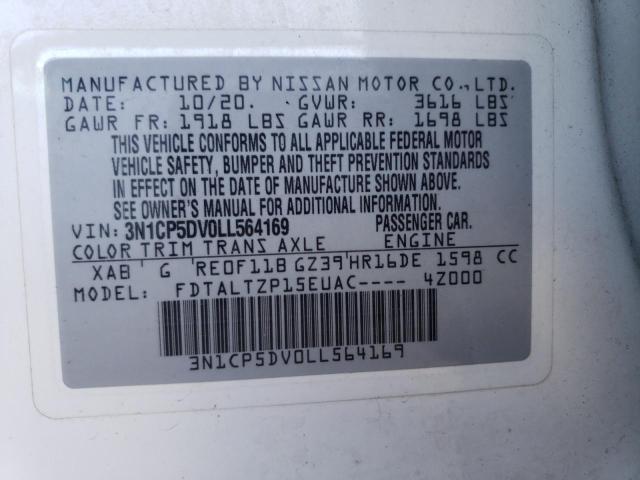 MANUFACTURED BY NISSAN MOTOR CO.,LTD.
DATE: 10/20. GVWR: 3616 LBS
GAWR FR: 1918 LBS GAWR RR: 1698 LBS
THIS VEHICLE CONFORMS TO ALL APPLICABLE FEDERAL MOTOR
VEHICLE SAFETY, BUMPER AND THEFT PREVENTION STANDARDS
IN EFFECT ON THE DATE OF MANUFACTURE SHOWN ABOVE.
SEE OWNER'S MANUAL FOR ADDITIONAL INFORMATION.
VIN: 3N1CP5DV0LL564169 PASSENGER CAR.
COLOR TRIM TRANS AXLE ENGINE
XAB G RE0F11B GZ39 HR16DE 1598 CC
MODEL: FDTALTZP15EUAC---- 4Z000
3N1CP5DV0LL564169